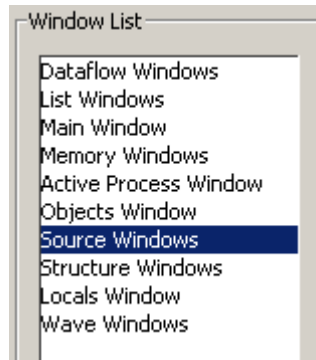 Window List
Dataflow Windows
List Windows
Main Window
Memory Windows
Active Process Window
Objects Window
Source Windows
Structure Windows
Locals Window
Wave Windows